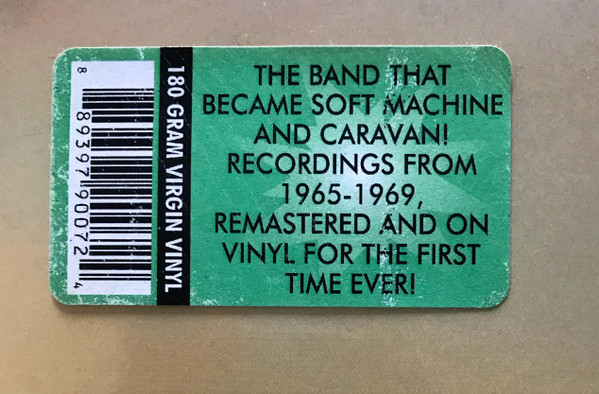 THE BAND THAT
BECAME SOFT MACHINE
AND CARAVAN!
RECORDINGS FROM
1965-1969,
REMASTERED AND ON
VINYL FOR THE FIRST
TIME EVER!
180 GRAM VIRGIN VINYL
8 89397 90072 4